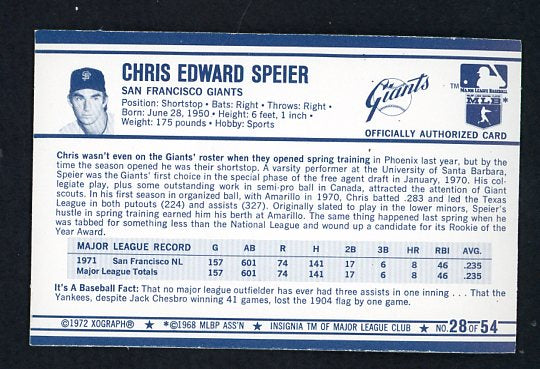 CHRIS EDWARD SPEIER
SAN FRANCISCO GIANTS
Position: Shortstop • Bats: Right • Throws: Right •
Born: June 28, 1950 • Height: 6 feet, 1 inch •
Weight: 175 pounds • Hobby: Sports
Giants
TM
MAJOR LEAGUE BASEBALL
MLB*
OFFICIALLY AUTHORIZED CARD
Chris wasn't even on the Giants' roster when they opened spring training in Phoenix last year, but by the
time the season opened he was their shortstop. A varsity performer at the University of Santa Barbara,
Speier was the Giants' first choice in the special phase of the free agent draft in January, 1970. His col-
legiate play, plus some outstanding work in semi-pro ball in Canada, attracted the attention of Giant
scouts. In his first season in organized ball, with Amarillo in 1970, Chris batted .283 and led the Texas
League in both putouts (224) and assists (327). Originally slated to play in the lower minors, Speier's
hustle in spring training earned him his berth at Amarillo. The same thing happened last spring when he
was tabbed for something less than the National League and wound up a candidate for its Rookie of the
Year Award.
MAJOR LEAGUE RECORD G AB R H 2B 3B HR RBI AVG.
1971 San Francisco NL 157 601 74 141 17 6 8 46 .235
Major League Totals 157 601 74 141 17 6 8 46 .235
It's A Baseball Fact: That no major league outfielder has ever had three assists in one inning . . . That the
Yankees, despite Jack Chesbro winning 41 games, lost the 1904 flag by one game.
©1972 XOGRAPH® ★ *©1968 MLBP ASS'N ★ INSIGNIA TM OF MAJOR LEAGUE CLUB ★ NO. 28 OF 54